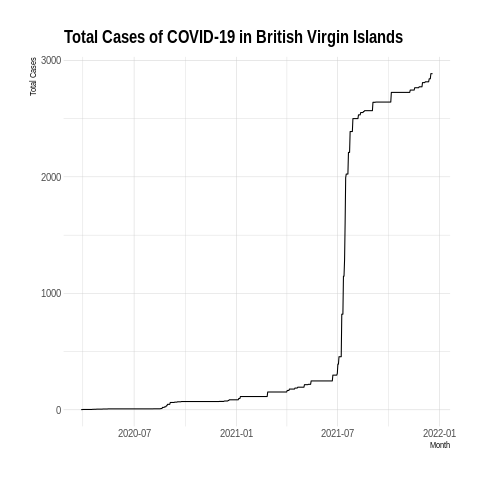 Total Cases of COVID-19 in British Virgin Islands
Total Cases
3000
2000
1000
0
2020-07 2021-01 2021-07 2022-01
Month